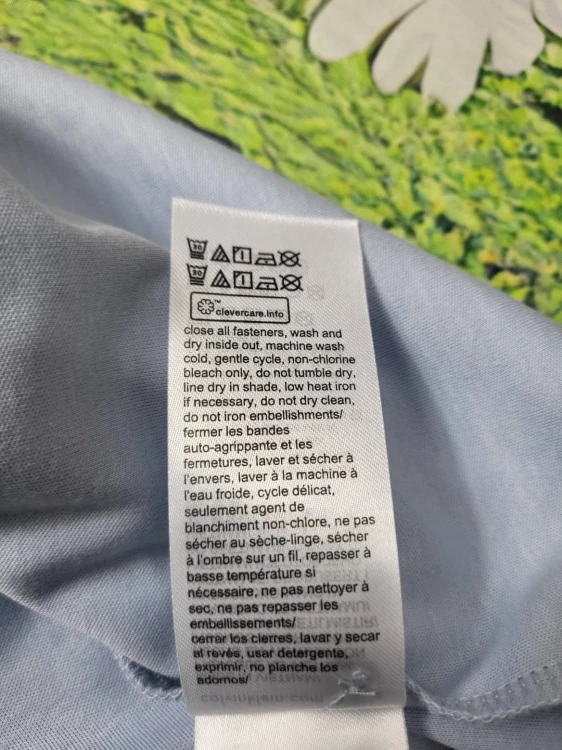 30
30
™
clevercare.info
close all fasteners, wash and
dry inside out, machine wash
cold, gentle cycle, non-chlorine
bleach only, do not tumble dry,
line dry in shade, low heat iron
if necessary, do not dry clean,
do not iron embellishments/
fermer les bandes
auto-agrippante et les
fermetures, laver et sécher à
l'envers, laver à la machine à
l'eau froide, cycle délicat,
seulement agent de
blanchiment non-chlore, ne pas
sécher au sèche-linge, sécher
à l'ombre sur un fil, repasser à
basse température si
nécessaire, ne pas nettoyer à
sec, ne pas repasser les
embellissements/
cerrar los cierres, lavar y secar
al revés, usar detergente,
exprimir, no planche los
adornos/